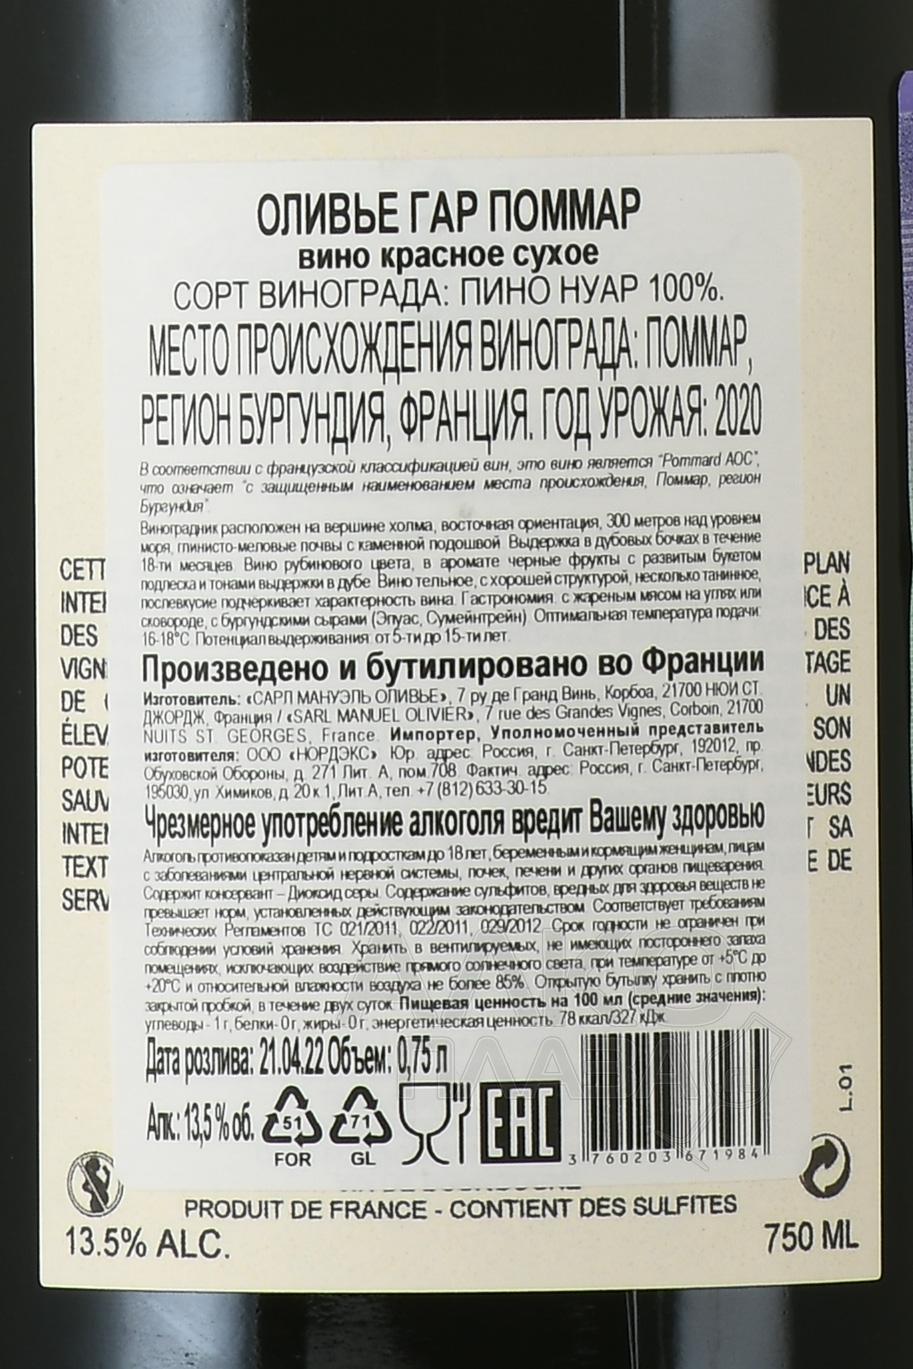 ОЛИВЬЕ ГАР ПОММАР
вино красное сухое
СОРТ ВИНОГРАДА: ПИНО НУАР 100%.
МЕСТО ПРОИСХОЖДЕНИЯ ВИНОГРАДА: ПОММАР,
РЕГИОН БУРГУНДИЯ, ФРАНЦИЯ. ГОД УРОЖАЯ: 2020
В соответствии с французской классификацией вин, это вино является "Pommard AOC",
что означает "с защищенным наименованием места происхождения, Поммар, регион
Бургундия".
Виноградник расположен на вершине холма, восточная ориентация, 300 метров над уровнем
моря, глинисто-меловые почвы с каменной подошвой. Выдержка в дубовых бочках в течение
18-ти месяцев. Вино рубинового цвета, в аромате черные фрукты с развитым букетом
подлеска и тонами выдержки в дубе. Вино тельное, с хорошей структурой, несколько танинное,
послевкусие подчёркивает характерность вина. Гастрономия: с жареным мясом на углях или
сковороде, с бургундскими сырами (Эпуас, Сумейнтрейн). Оптимальная температура подачи:
16-18°С. Потенциал выдерживания: от 5-ти до 15-ти лет.
Произведено и бутилировано во Франции
Изготовитель: «САРЛ МАНУЭЛЬ ОЛИВЬЕ», 7 ру де Гранд Винь, Корбоа, 21700 НЮИ СТ.
ДЖОРДЖ, Франция / «SARL MANUEL OLIVIER», 7 rue des Grandes Vignes, Corboin, 21700
NUITS ST. GEORGES, France. Импортер, Уполномоченный представитель
изготовителя: ООО «НОРДЭКС». Юр. адрес: Россия, г. Санкт-Петербург, 192012, пр.
Обуховской Обороны, д. 271 Лит. А, пом.708. Фактич. адрес: Россия, г. Санкт-Петербург,
195030, ул. Химиков, д. 20 к.1, Лит.А, тел. +7 (812) 633-30-15
Чрезмерное употребление алкоголя вредит Вашему здоровью
Алкоголь противопоказан детям и подросткам до 18 лет, беременным и кормящим женщинам, лицам
с заболеваниями центральной нервной системы, почек, печени и других органов пищеварения.
Содержит консервант – Диоксид серы. Содержание сульфитов, вредных для здоровья веществ не
превышает норм, установленных действующим законодательством. Соответствует требованиям
Технических Регламентов ТС 021/2011, 022/2011, 029/2012. Срок годности не ограничен при
соблюдении условий хранения. Хранить в вентилируемых, не имеющих постороннего запаха
помещениях, исключающих воздействие прямого солнечного света, при температуре от +5°С до
+20°С и относительной влажности воздуха не более 85%. Открытую бутылку хранить с плотно
закрытой пробкой, в течение двух суток. Пищевая ценность на 100 мл (средние значения):
углеводы - 1 г, белки- 0 г, жиры- 0 г, энергетическая ценность: 78 ккал/327 кДж
Дата розлива: 21.04.22 Объем: 0,75 л
Алк.: 13,5 % об.
51
FOR
71
GL
EAC
3 760203 671984
L.01
CETT
INTE
DES
VIGN
DE
ÉLEV
POTE
SAUV
INTE
TEXT
SERV
PLAN
CE À
DES
TAGE
UN
SON
NDES
EURS
T SA
E DE
PRODUIT DE FRANCE - CONTIENT DES SULFITES
13.5% ALC.
750 ML